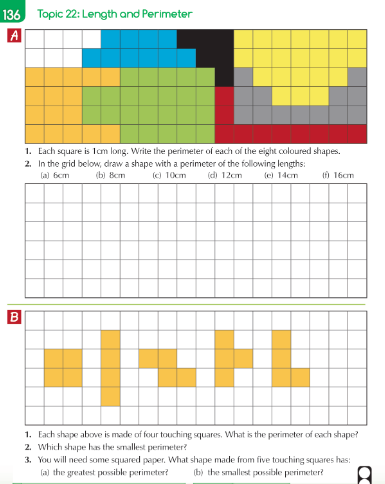 136 Topic 22: Length and Perimeter
A
1. Each square is 1cm long. Write the perimeter of each of the eight coloured shapes.
2. In the grid below, draw a shape with a perimeter of the following lengths:
(a) 6cm (b) 8cm (c) 10cm (d) 12cm (e) 14cm (f) 16cm
B
1. Each shape above is made of four touching squares. What is the perimeter of each shape?
2. Which shape has the smallest perimeter?
3. You will need some squared paper. What shape made from five touching squares has:
(a) the greatest possible perimeter? (b) the smallest possible perimeter?